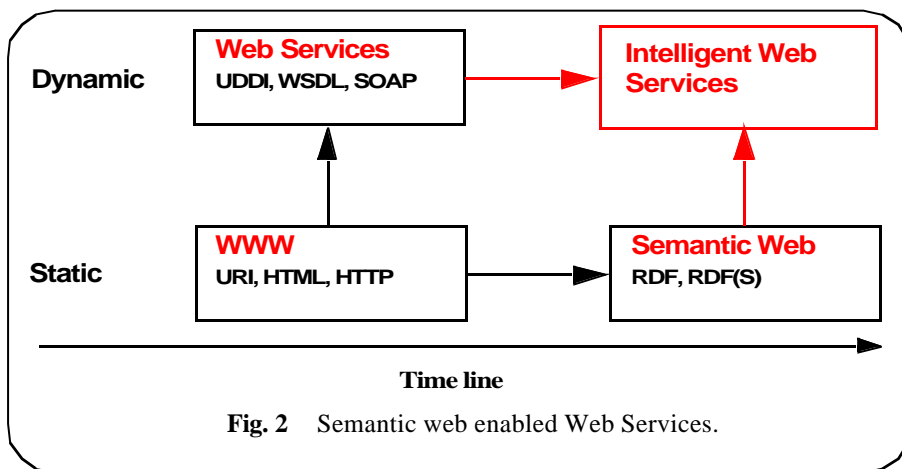 Dynamic
Web Services
UDDI, WSDL, SOAP
Intelligent Web
Services
Static
WWW
URI, HTML, HTTP
Semantic Web
RDF, RDF(S)
Time line
Fig. 2 Semantic web enabled Web Services.